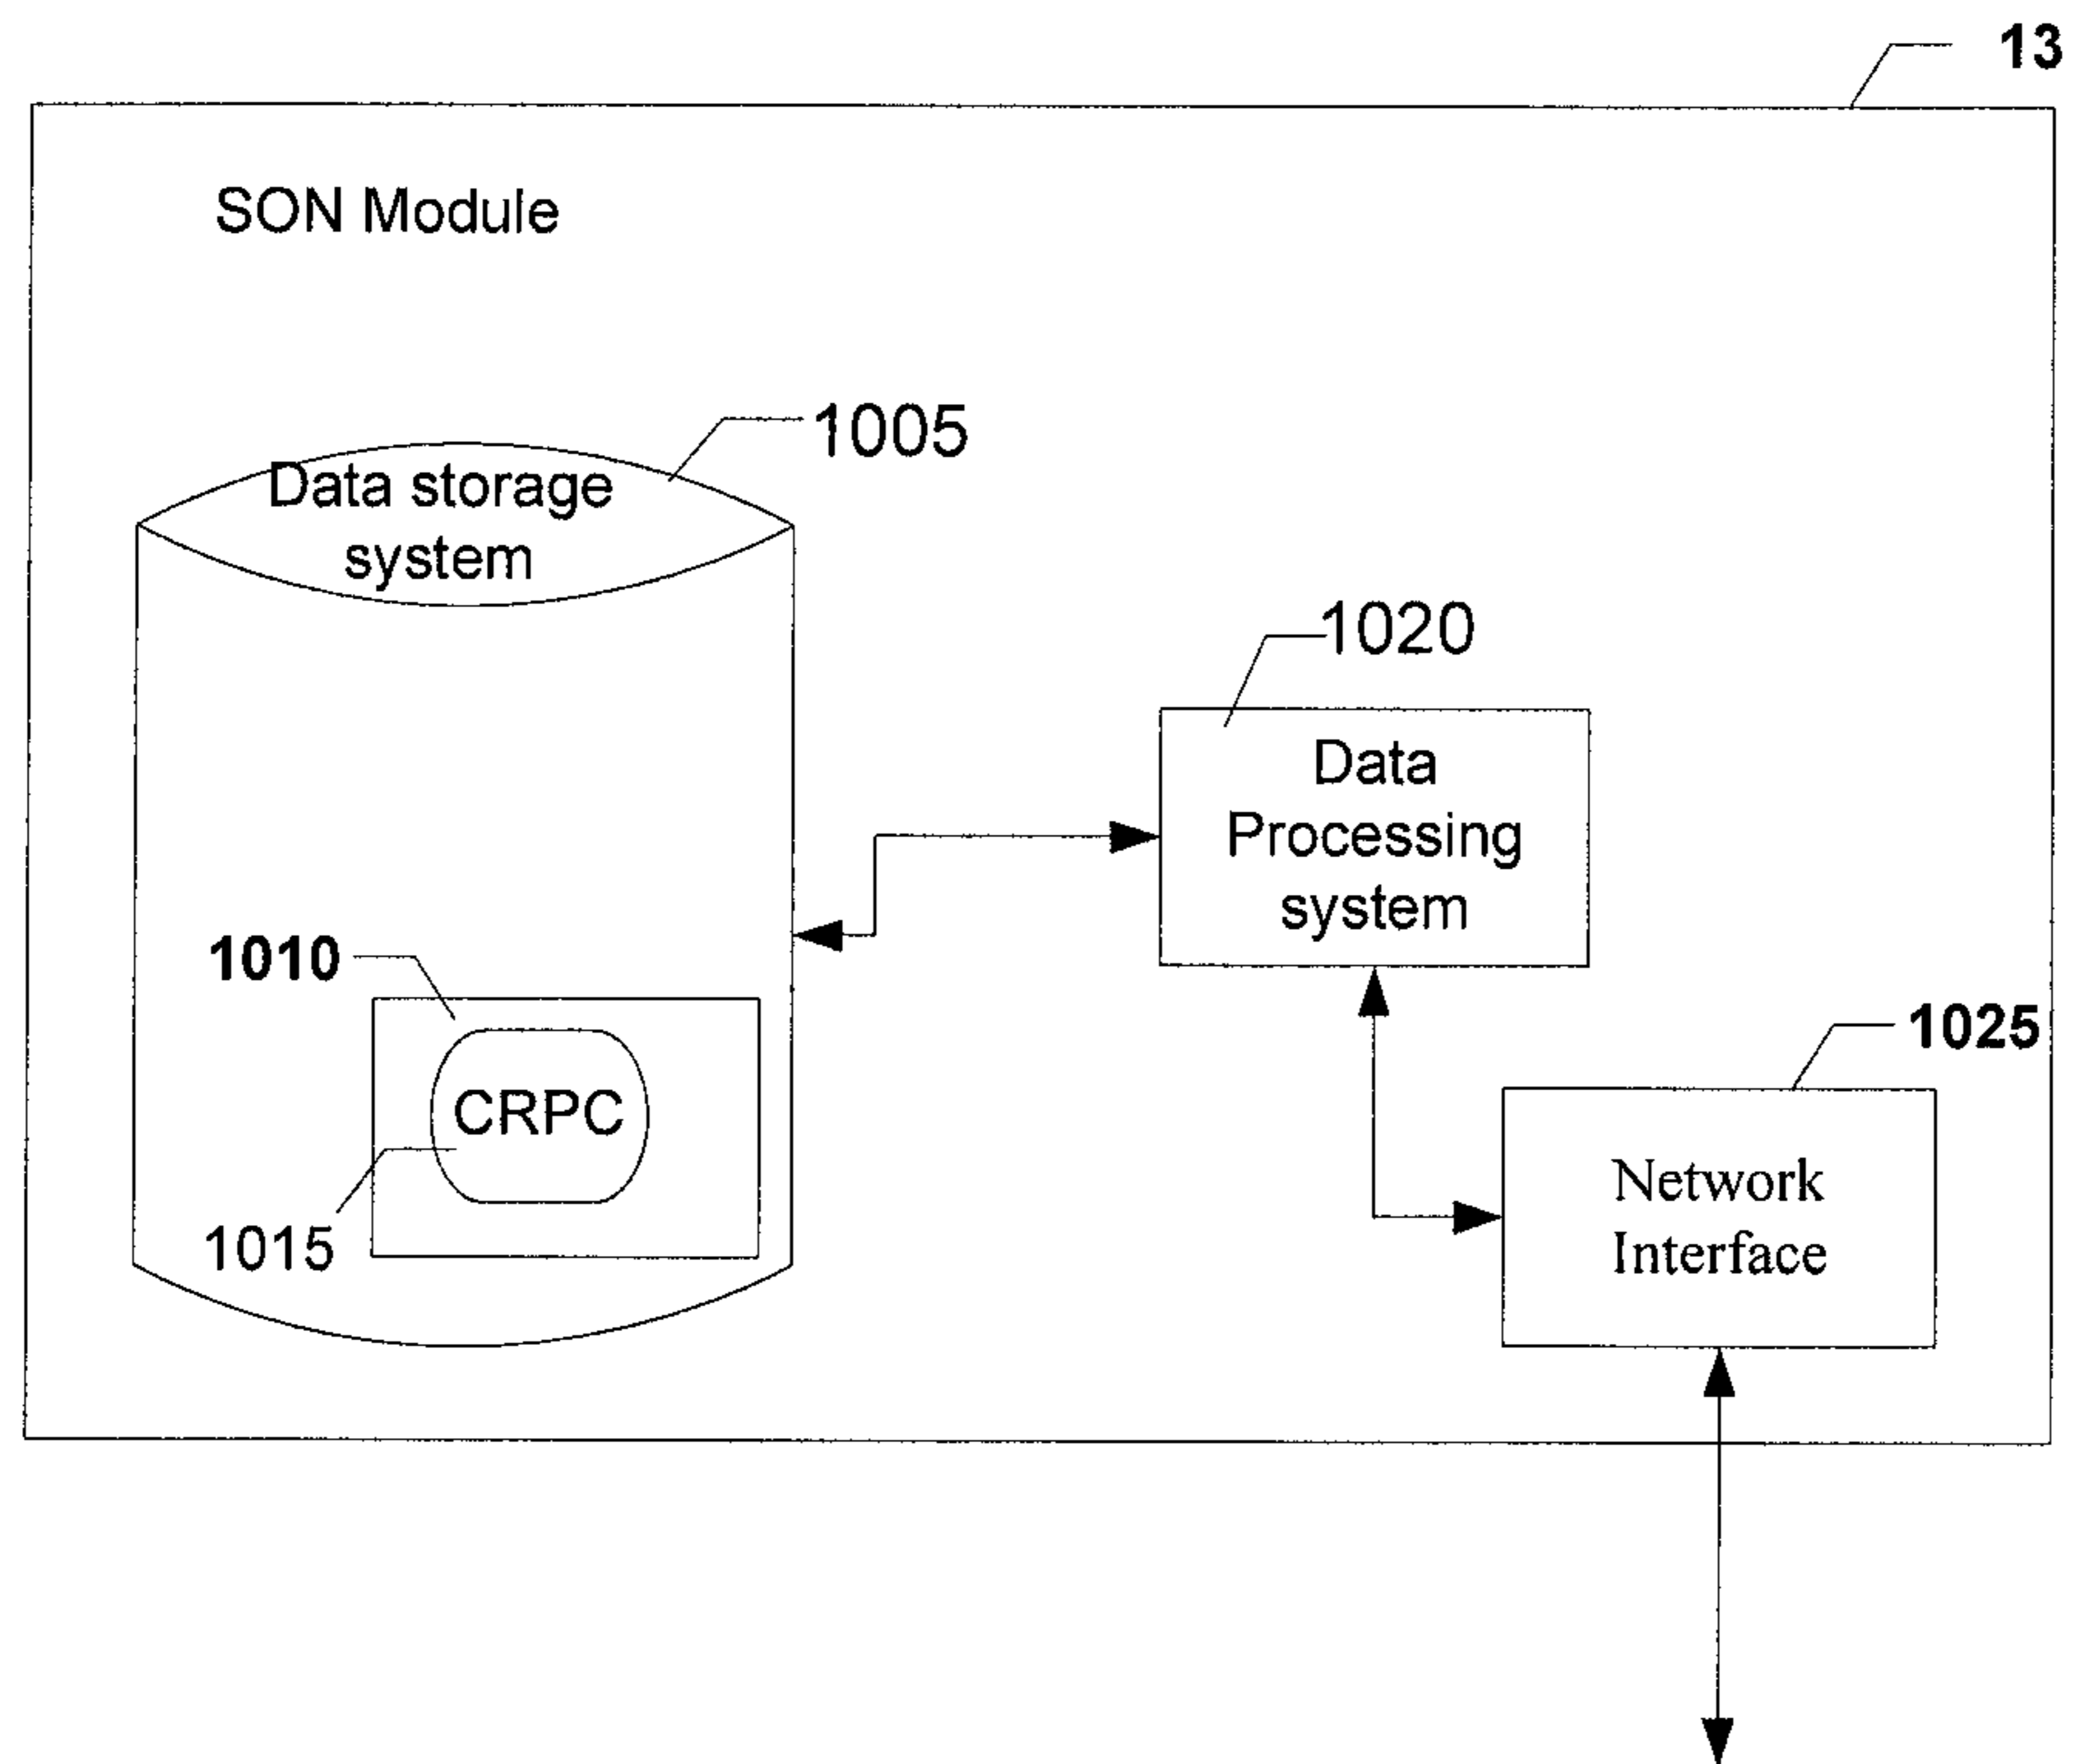 13
SON Module
1005
Data storage
system
1020
Data
Processing
system
1010
1025
CRPC
Network
Interface
1015